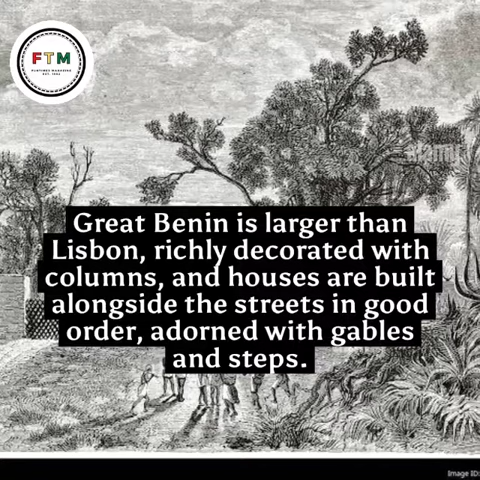 FTM
Great Benin is larger than
Lisbon, richly decorated with
columns, and houses are built
alongside the streets in good
order, adorned with gables
and steps.
alamy
Image ID: